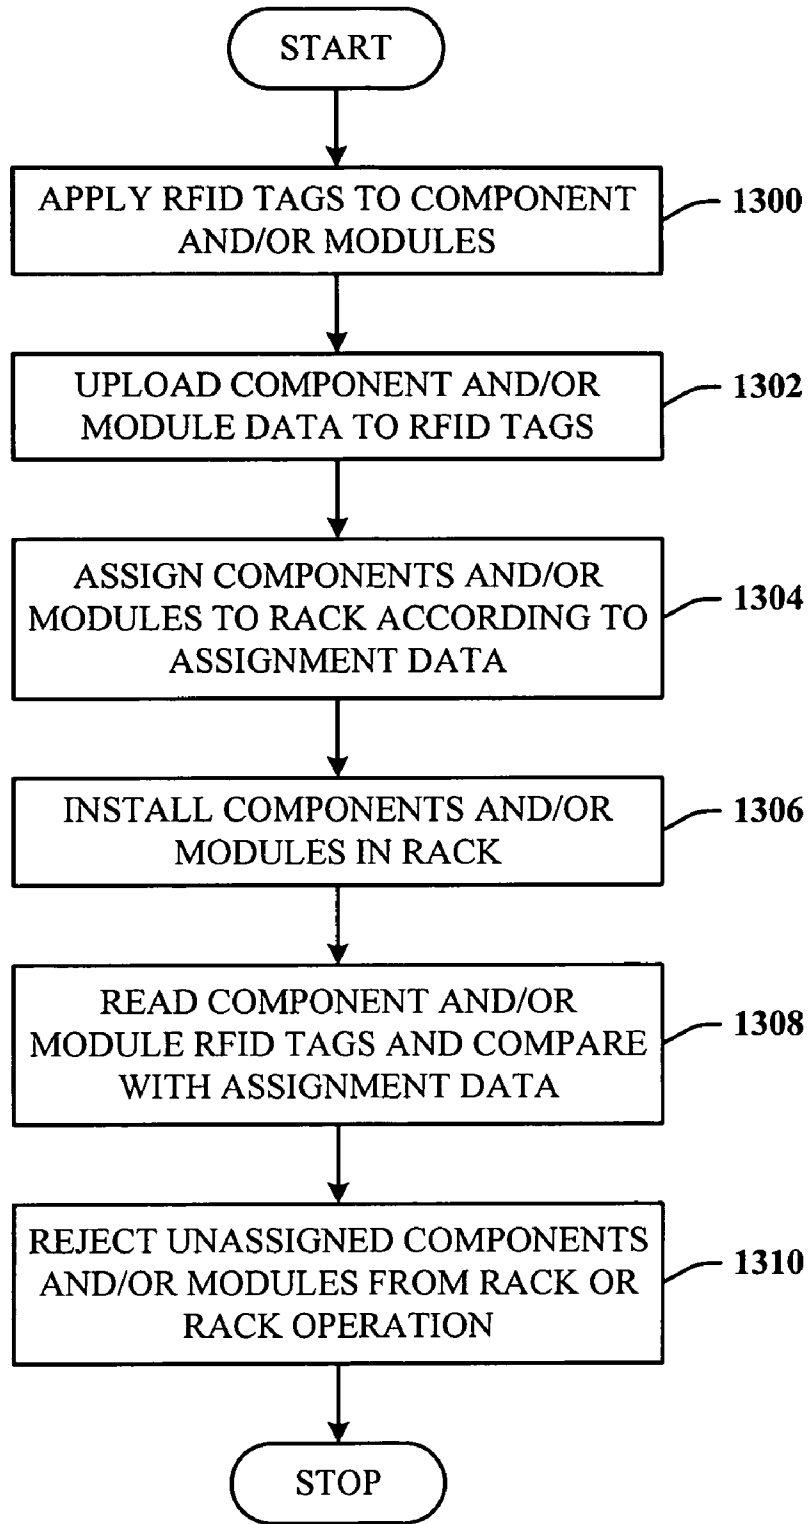 START
APPLY RFID TAGS TO COMPONENT
AND/OR MODULES
1300
UPLOAD COMPONENT AND/OR
MODULE DATA TO RFID TAGS
1302
ASSIGN COMPONENTS AND/OR
MODULES TO RACK ACCORDING TO
ASSIGNMENT DATA
1304
INSTALL COMPONENTS AND/OR
MODULES IN RACK
1306
READ COMPONENT AND/OR
MODULE RFID TAGS AND COMPARE
WITH ASSIGNMENT DATA
1308
REJECT UNASSIGNED COMPONENTS
AND/OR MODULES FROM RACK OR
RACK OPERATION
1310
STOP